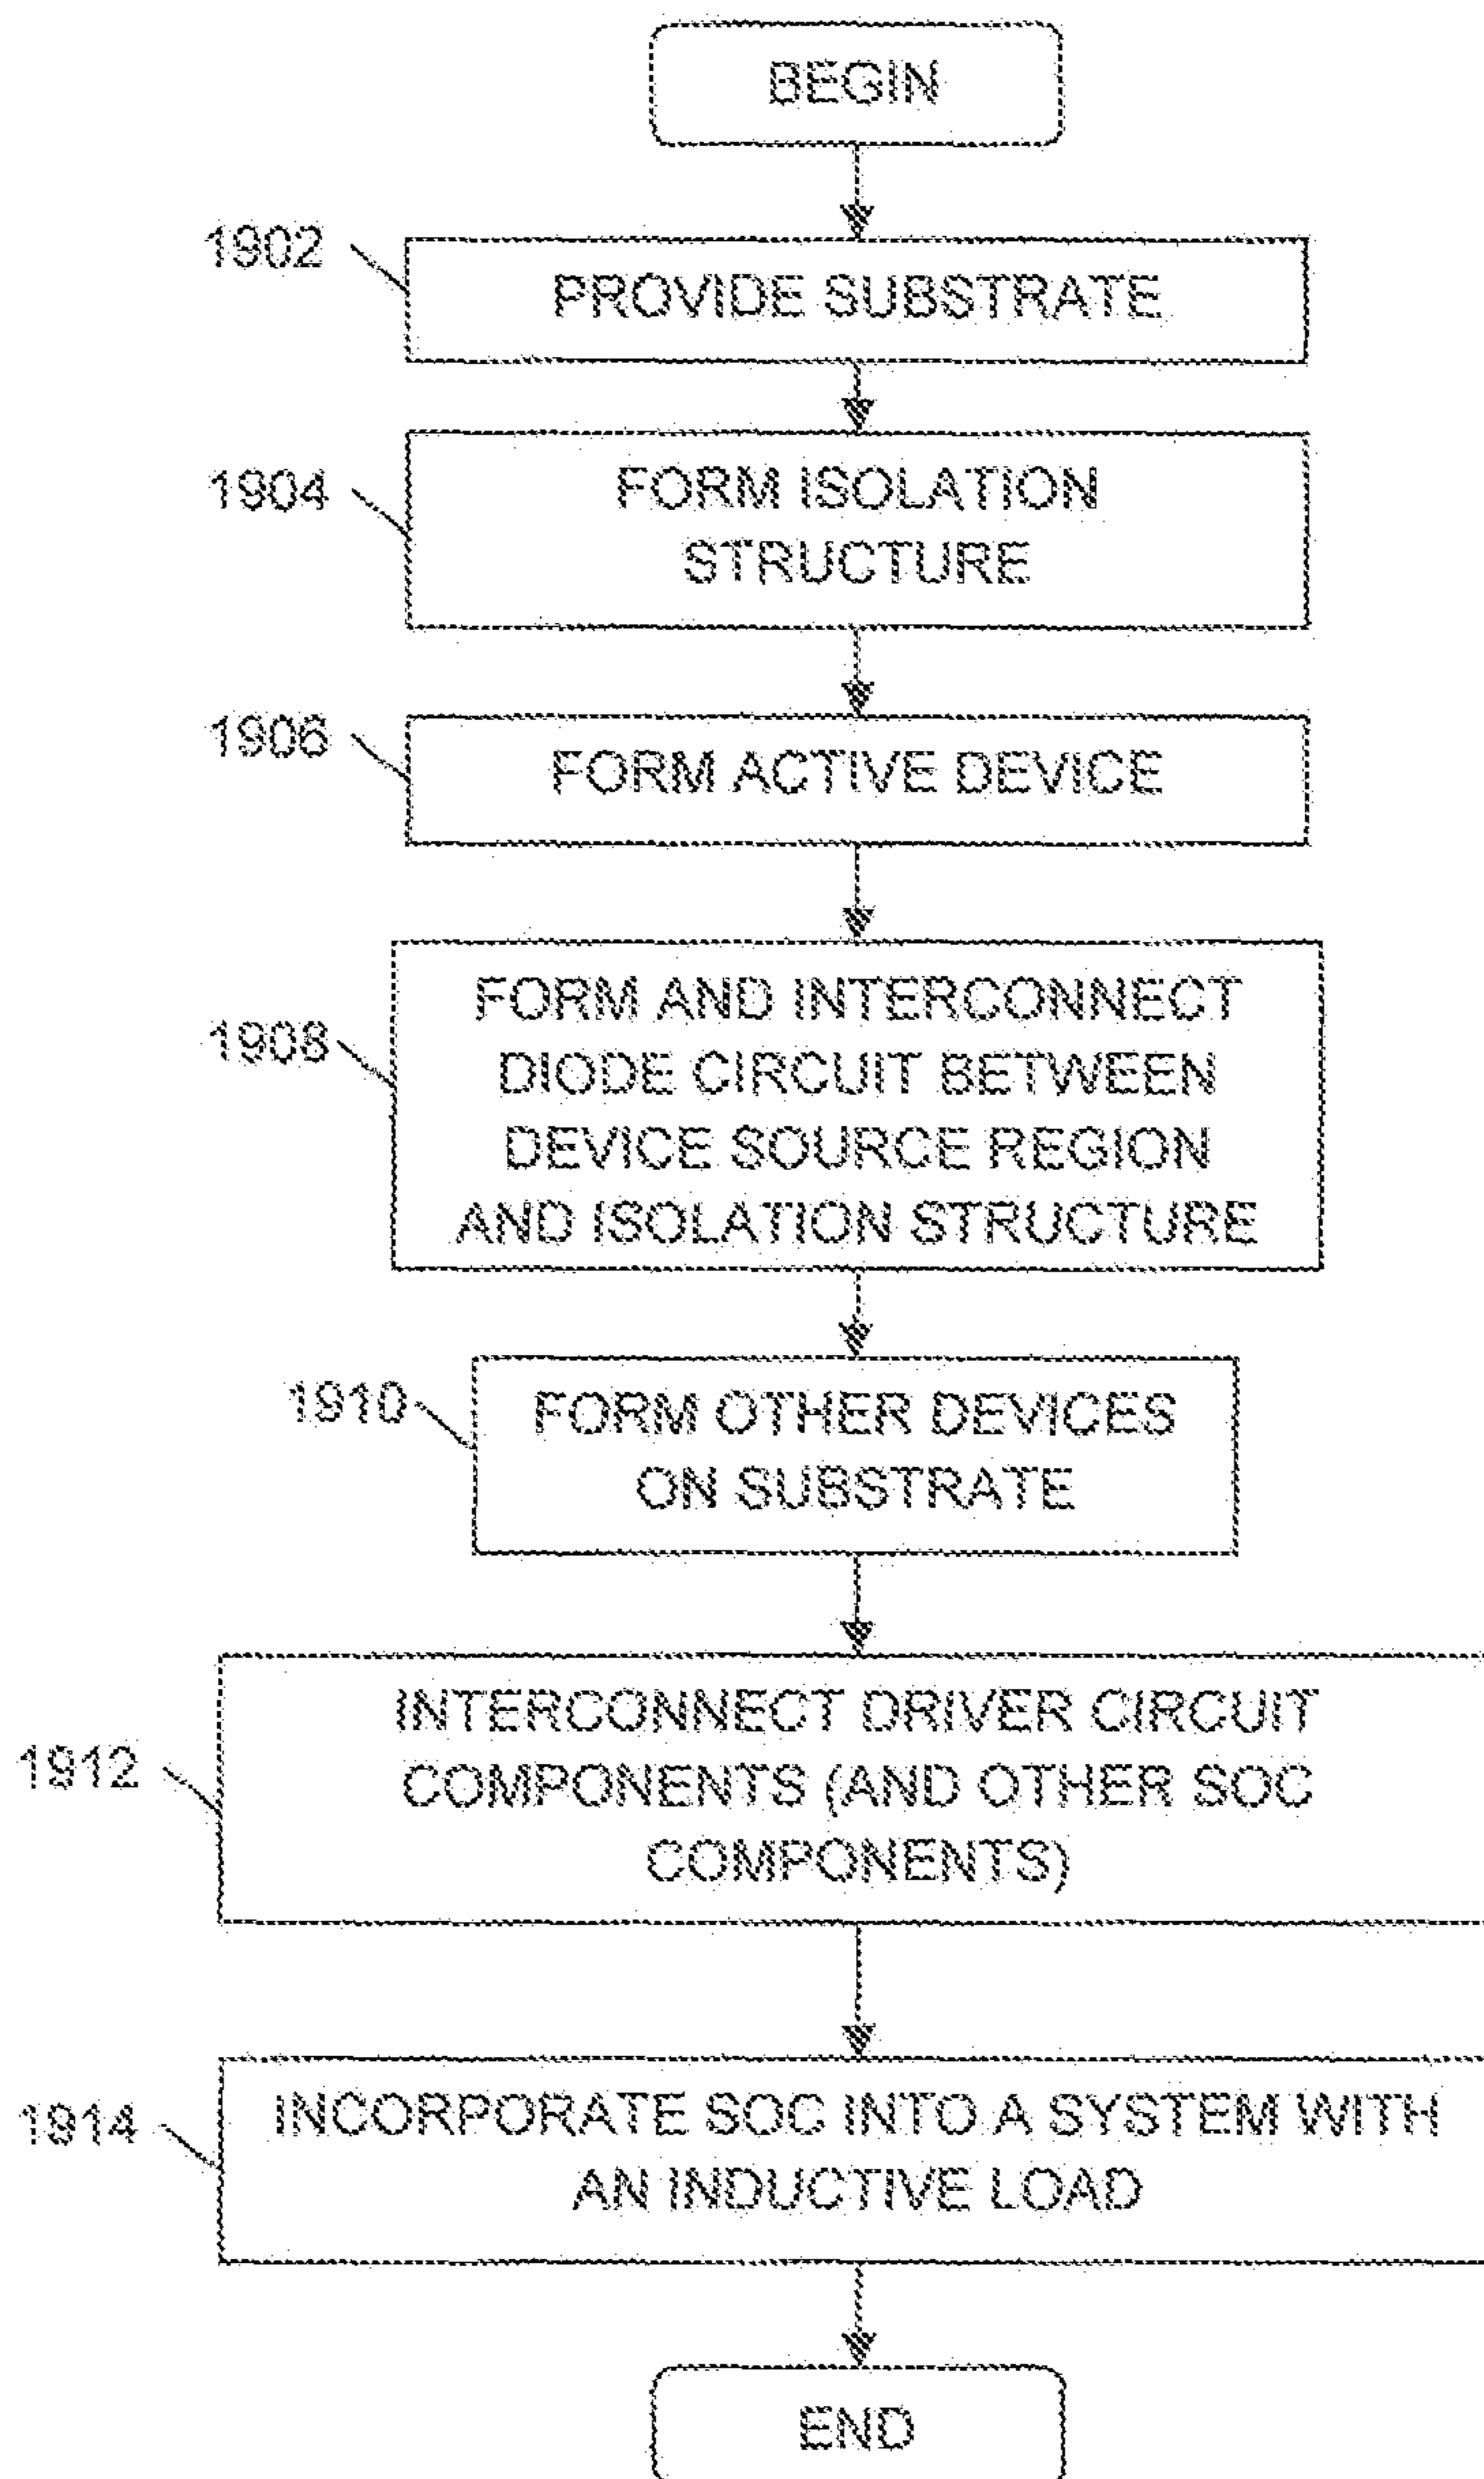 BEGIN
1902
PROVIDE SUBSTRATE
1904
FORM ISOLATION
STRUCTURE
1906
FORM ACTIVE DEVICE
1908
FORM AND INTERCONNECT
DIODE CIRCUIT BETWEEN
DEVICE SOURCE REGION
AND ISOLATION STRUCTURE
1910
FORM OTHER DEVICES
ON SUBSTRATE
1912
INTERCONNECT DRIVER CIRCUIT
COMPONENTS (AND OTHER SOC
COMPONENTS)
1914
INCORPORATE SOC INTO A SYSTEM WITH
AN INDUCTIVE LOAD
END